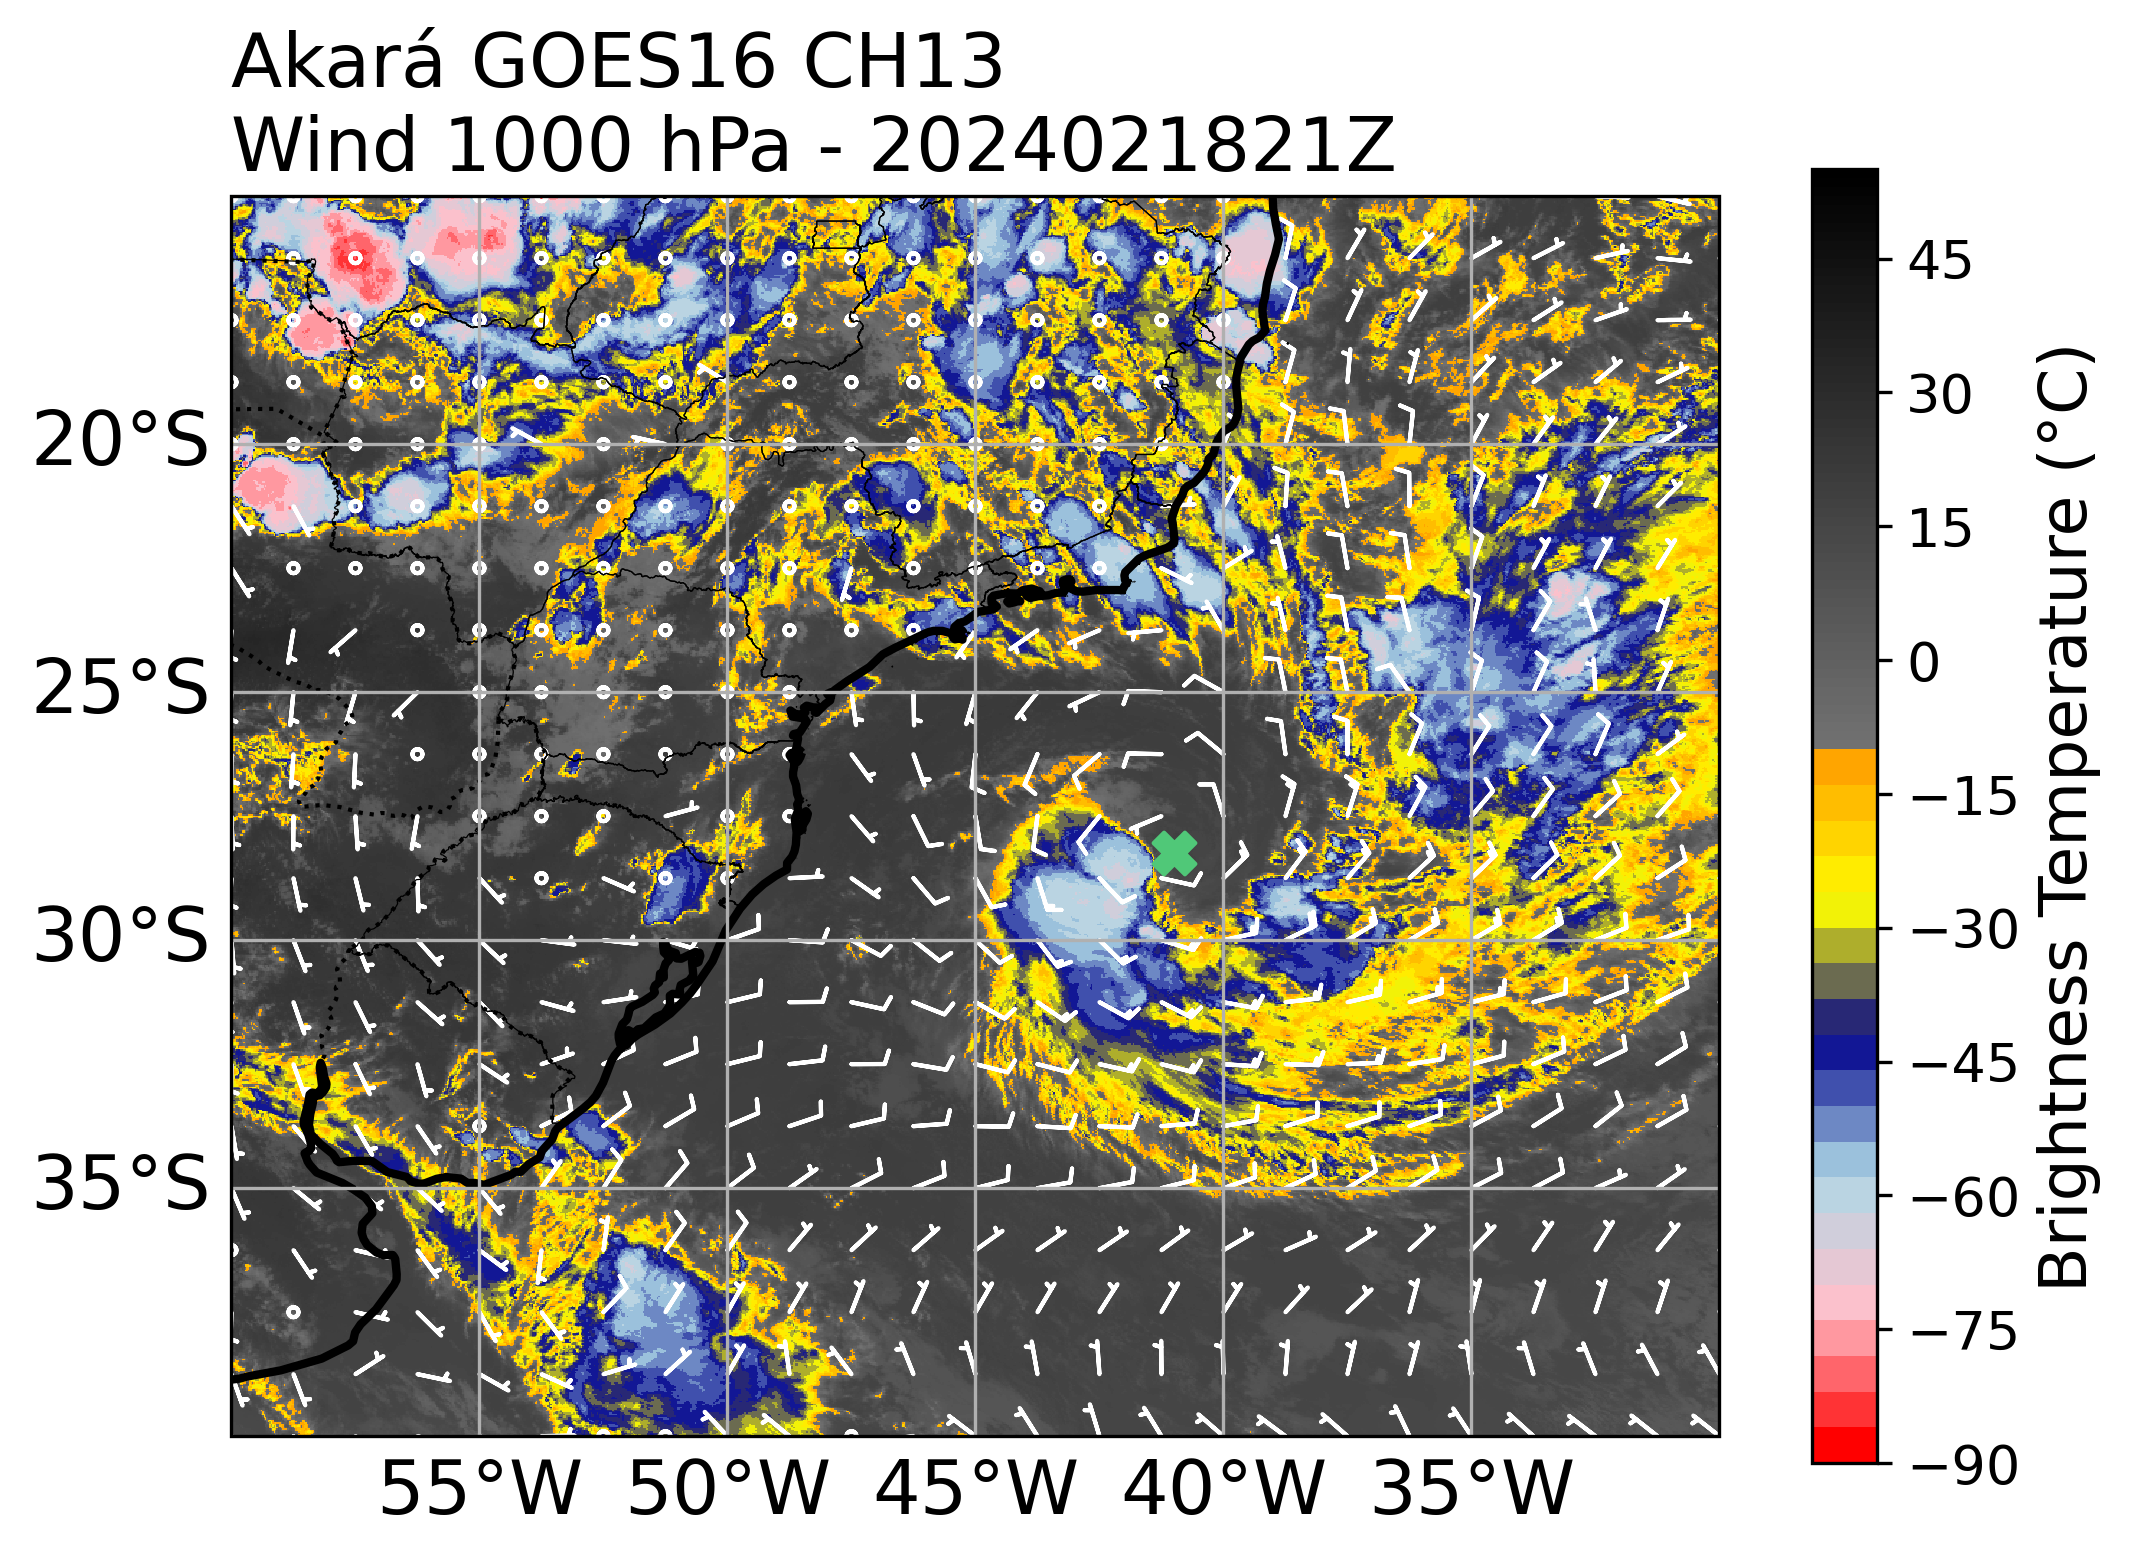 Akará GOES16 CH13
Wind 1000 hPa - 2024021821Z
20°S
25°S
30°S
35°S
55°W 50°W 45°W 40°W 35°W
45
30
15
0
−15
−30
−45
−60
−75
−90
Brightness Temperature (°C)